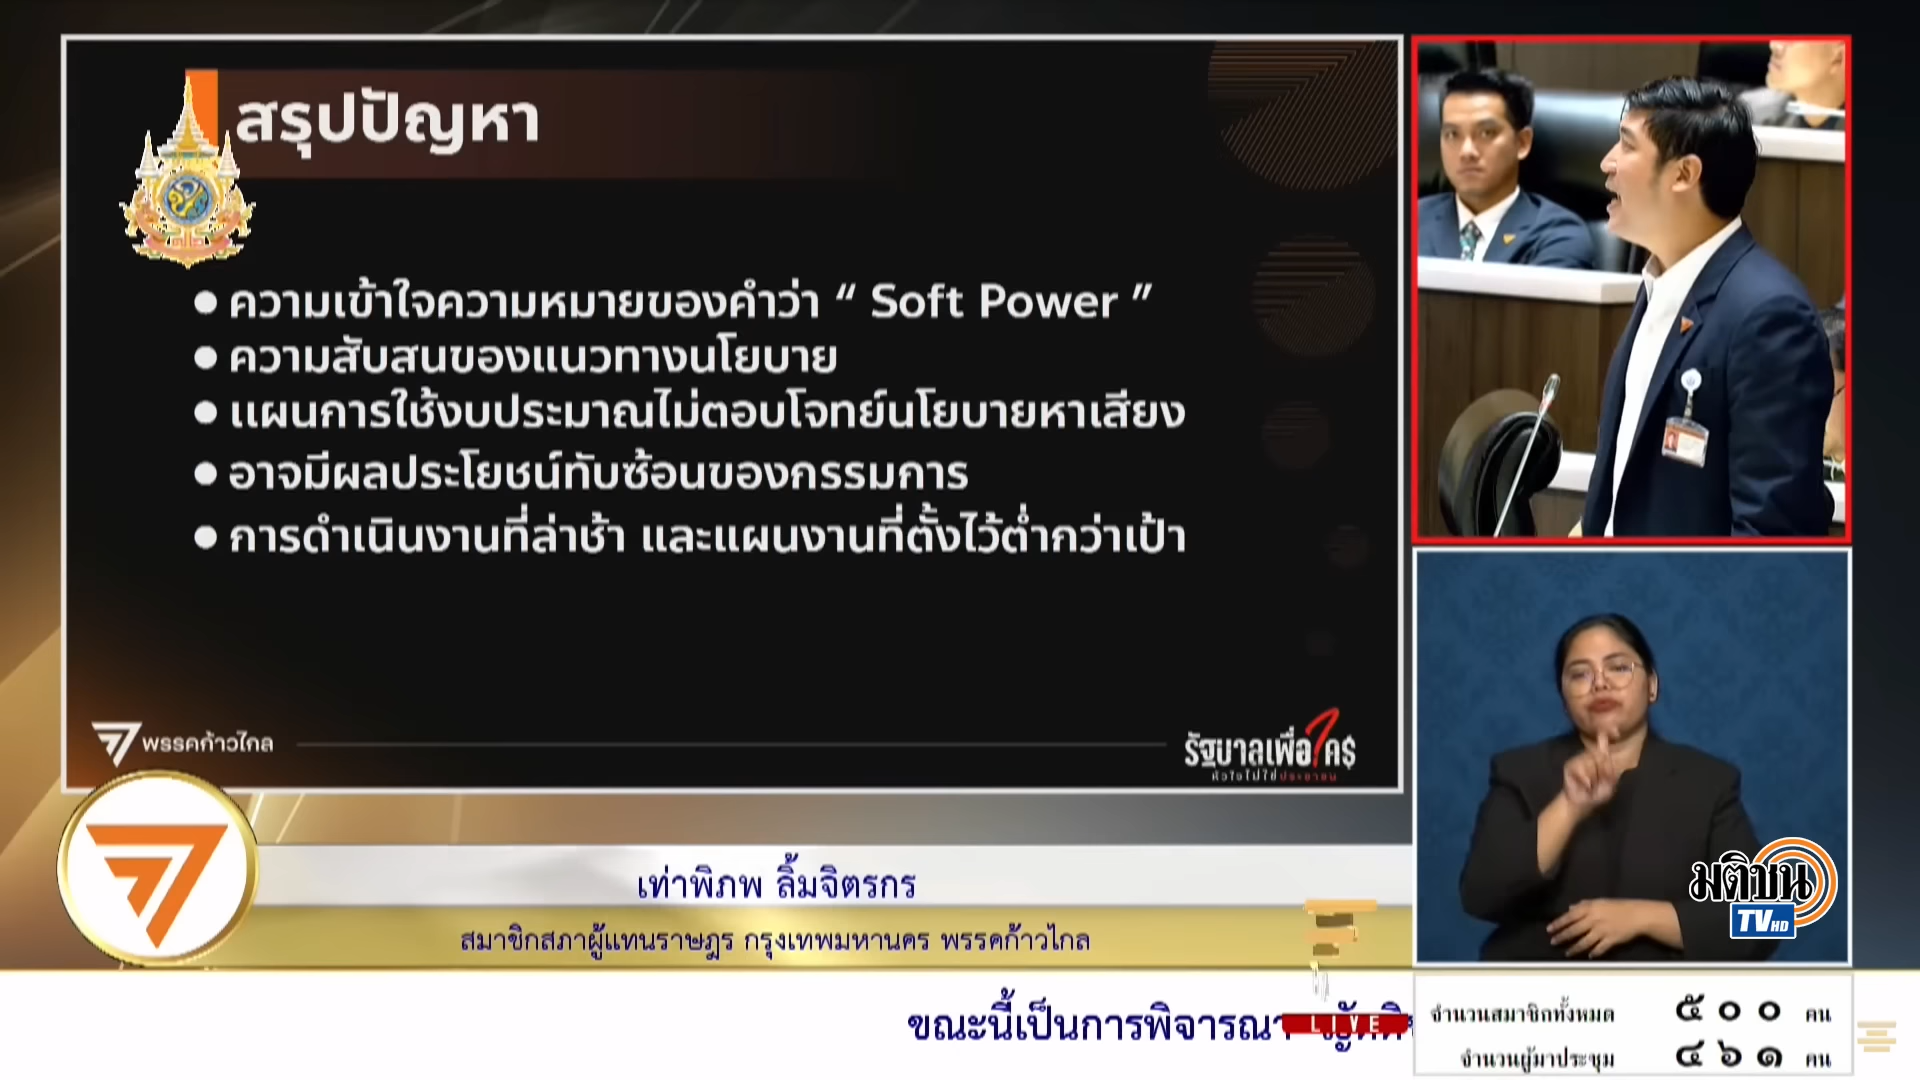 สรุปปัญหา
● ความเข้าใจความหมายของคำว่า “ Soft Power ”
● ความสับสนของแนวทางนโยบาย
● แผนการใช้งบประมาณไม่ตอบโจทย์นโยบายหาเสียง
● อาจมีผลประโยชน์ทับซ้อนของกรรมการ
● การดำเนินงานที่ล่าช้า และแผนงานที่ตั้งไว้ต่ำกว่าเป้า
พรรคก้าวไกล
รัฐบาลเพื่อใคร$
หัวใจไม่ใช่ประชาชน
เท่าพิภพ ลิ้มจิตรกร
สมาชิกสภาผู้แทนราษฎร กรุงเทพมหานคร พรรคก้าวไกล
มติชน
TV HD
ขณะนี้เป็นการพิจารณา
LIVE
จำนวนสมาชิกทั้งหมด ๕๐๐ คน
จำนวนผู้มาประชุม ๔๖๑ คน